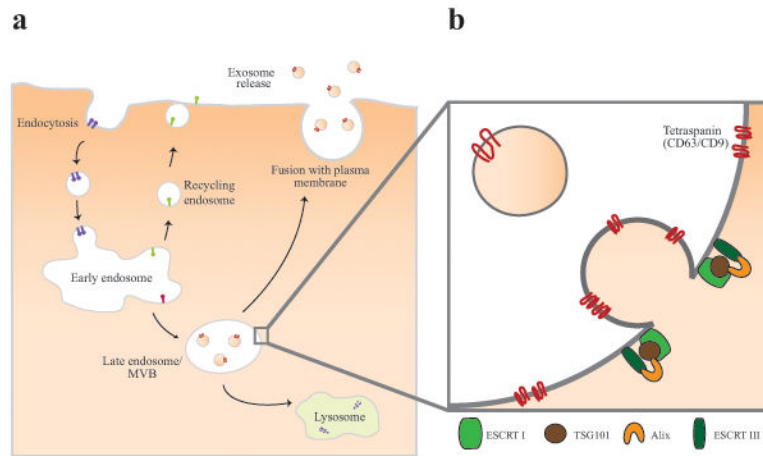 a
Exosome
release
Endocytosis
Fusion with plasma
membrane
Recycling
endosome
Early endosome
Late endosome/
MVB
Lysosome
b
Tetraspanin
(CD63/CD9)
ESCRT I
TSG101
Alix
ESCRT III